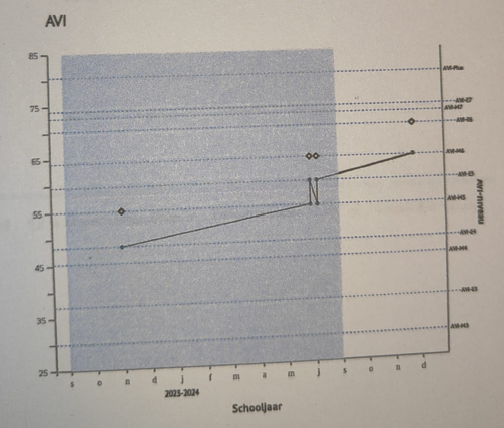 AVI
85
75
65
55
45
35
25
AVI-Plus
AVI-E7
AVI-M7
AVI-E6
AVI-M6
AVI-E5
AVI-M5
AVI-E4
AVI-M4
AVI-E3
AVI-M3
AVI-niveau
s o n d j f m a m j s o n d
2023-2024
Schooljaar